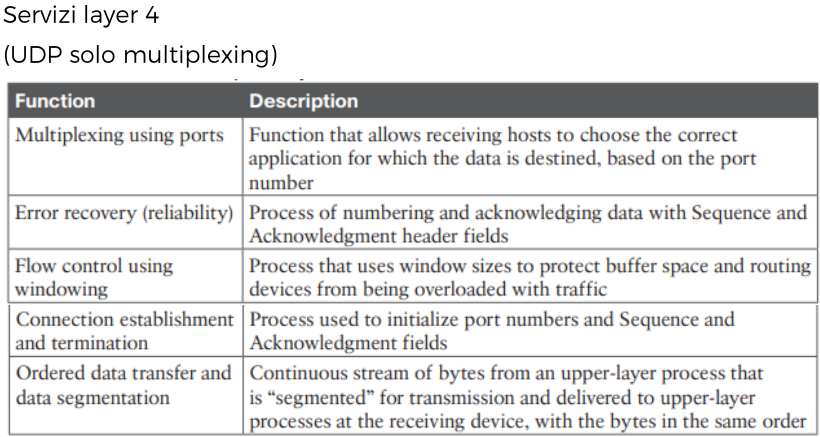 Servizi layer 4
(UDP solo multiplexing)
Function Description
Multiplexing using ports Function that allows receiving hosts to choose the correct
application for which the data is destined, based on the port
number
Error recovery (reliability) Process of numbering and acknowledging data with Sequence and
Acknowledgment header fields
Flow control using Process that uses window sizes to protect buffer space and routing
windowing devices from being overloaded with traffic
Connection establishment Process used to initialize port numbers and Sequence and
and termination Acknowledgment fields
Ordered data transfer and Continuous stream of bytes from an upper-layer process that
data segmentation is “segmented” for transmission and delivered to upper-layer
processes at the receiving device, with the bytes in the same order